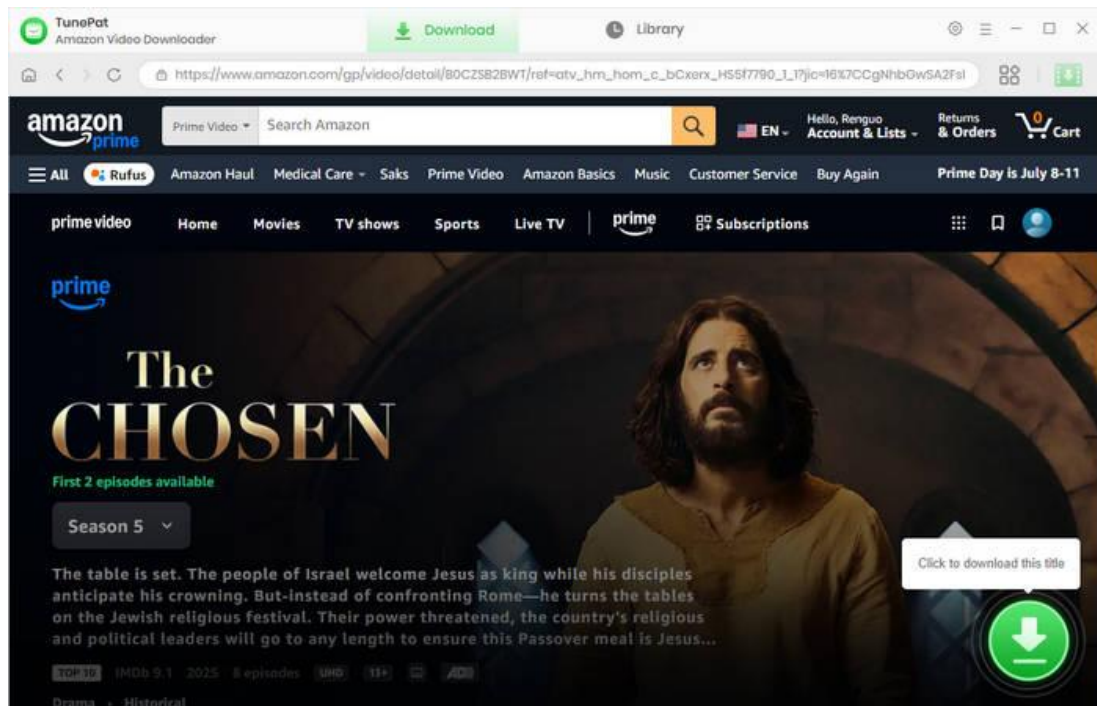 TunePat
Amazon Video Downloader
Download
Library
https://www.amazon.com/gp/video/detail/B0CZSB2BWT/ref=atv_hm_hom_c_bCxerx_HS5f7790_1_1?jic=16%7CCgNhbGwSA2Fsl
amazon prime
Prime Video
Search Amazon
EN
Hello, Renguo
Account & Lists
Returns
& Orders
0
Cart
All
Rufus
Amazon Haul
Medical Care
Saks
Prime Video
Amazon Basics
Music
Customer Service
Buy Again
Prime Day is July 8-11
prime video
Home
Movies
TV shows
Sports
Live TV
prime
Subscriptions
prime
The
CHOSEN
First 2 episodes available
Season 5
The table is set. The people of Israel welcome Jesus as king while his disciples
anticipate his crowning. But-instead of confronting Rome—he turns the tables
on the Jewish religious festival. Their power threatened, the country's religious
and political leaders will go to any length to ensure this Passover meal is Jesus...
Click to download this title
TOP 10 IMDb 9.1 2025 8 episodes UHD 13+ AD
Drama • Historical